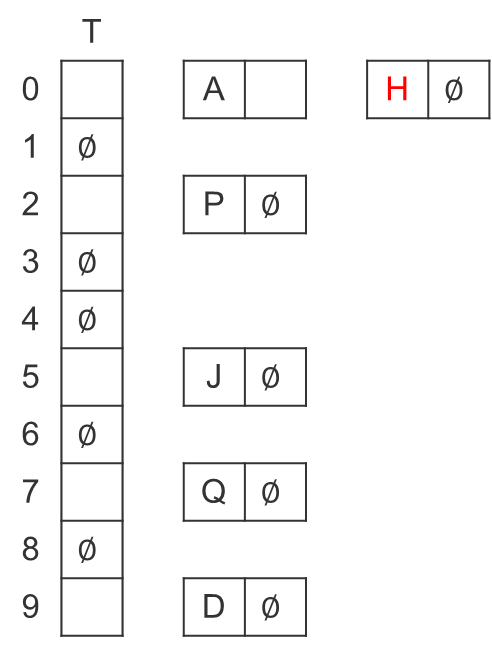 T
0 A H ∅
1 ∅
2 P ∅
3 ∅
4 ∅
5 J ∅
6 ∅
7 Q ∅
8 ∅
9 D ∅